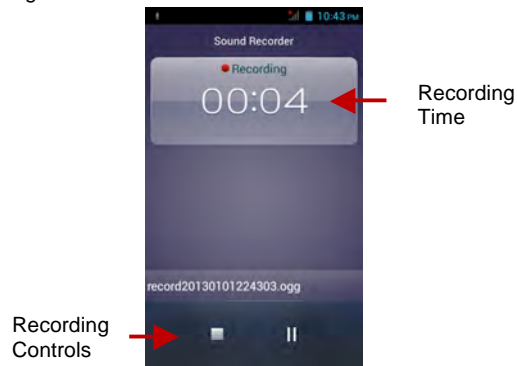 10:43 PM
Sound Recorder
Recording
00:04
Recording
Time
record20130101224303.ogg
Recording
Controls